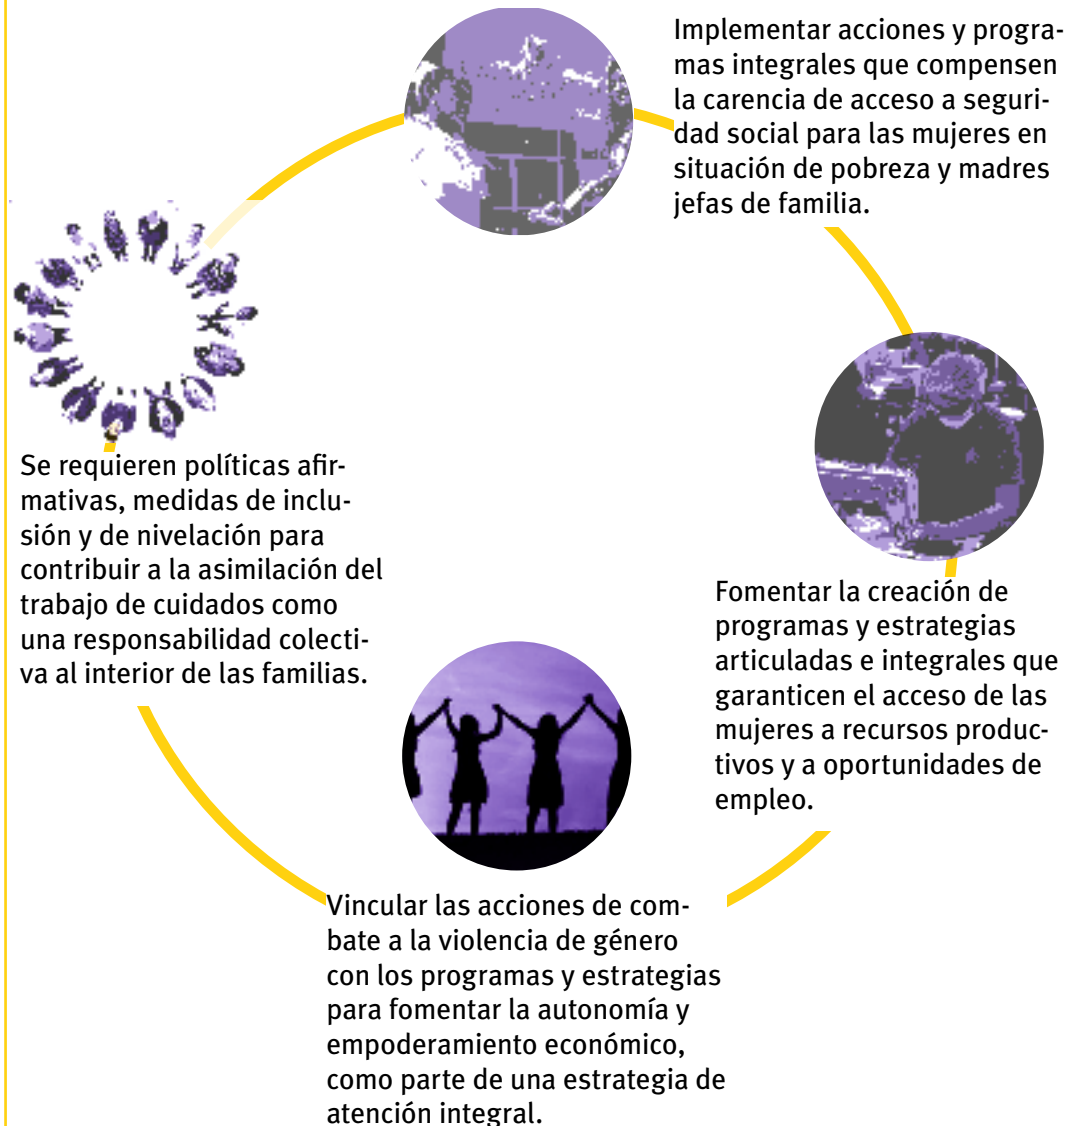 Implementar acciones y progra-
mas integrales que compensen
la carencia de acceso a seguri-
dad social para las mujeres en
situación de pobreza y madres
jefas de familia.
Fomentar la creación de
programas y estrategias
articuladas e integrales que
garanticen el acceso de las
mujeres a recursos produc-
tivos y a oportunidades de
empleo.
Vincular las acciones de com-
bate a la violencia de género
con los programas y estrategias
para fomentar la autonomía y
empoderamiento económico,
como parte de una estrategia de
atención integral.
Se requieren políticas afir-
mativas, medidas de inclu-
sión y de nivelación para
contribuir a la asimilación del
trabajo de cuidados como
una responsabilidad colecti-
va al interior de las familias.